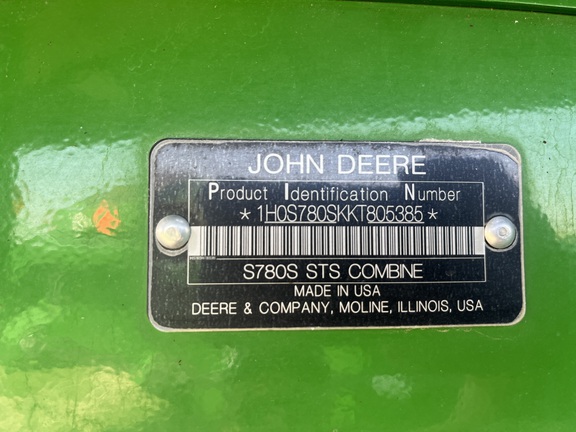 JOHN DEERE
Product Identification Number
*1H0S780SKKT805385*
S780S STS COMBINE
MADE IN USA
DEERE & COMPANY, MOLINE, ILLINOIS, USA